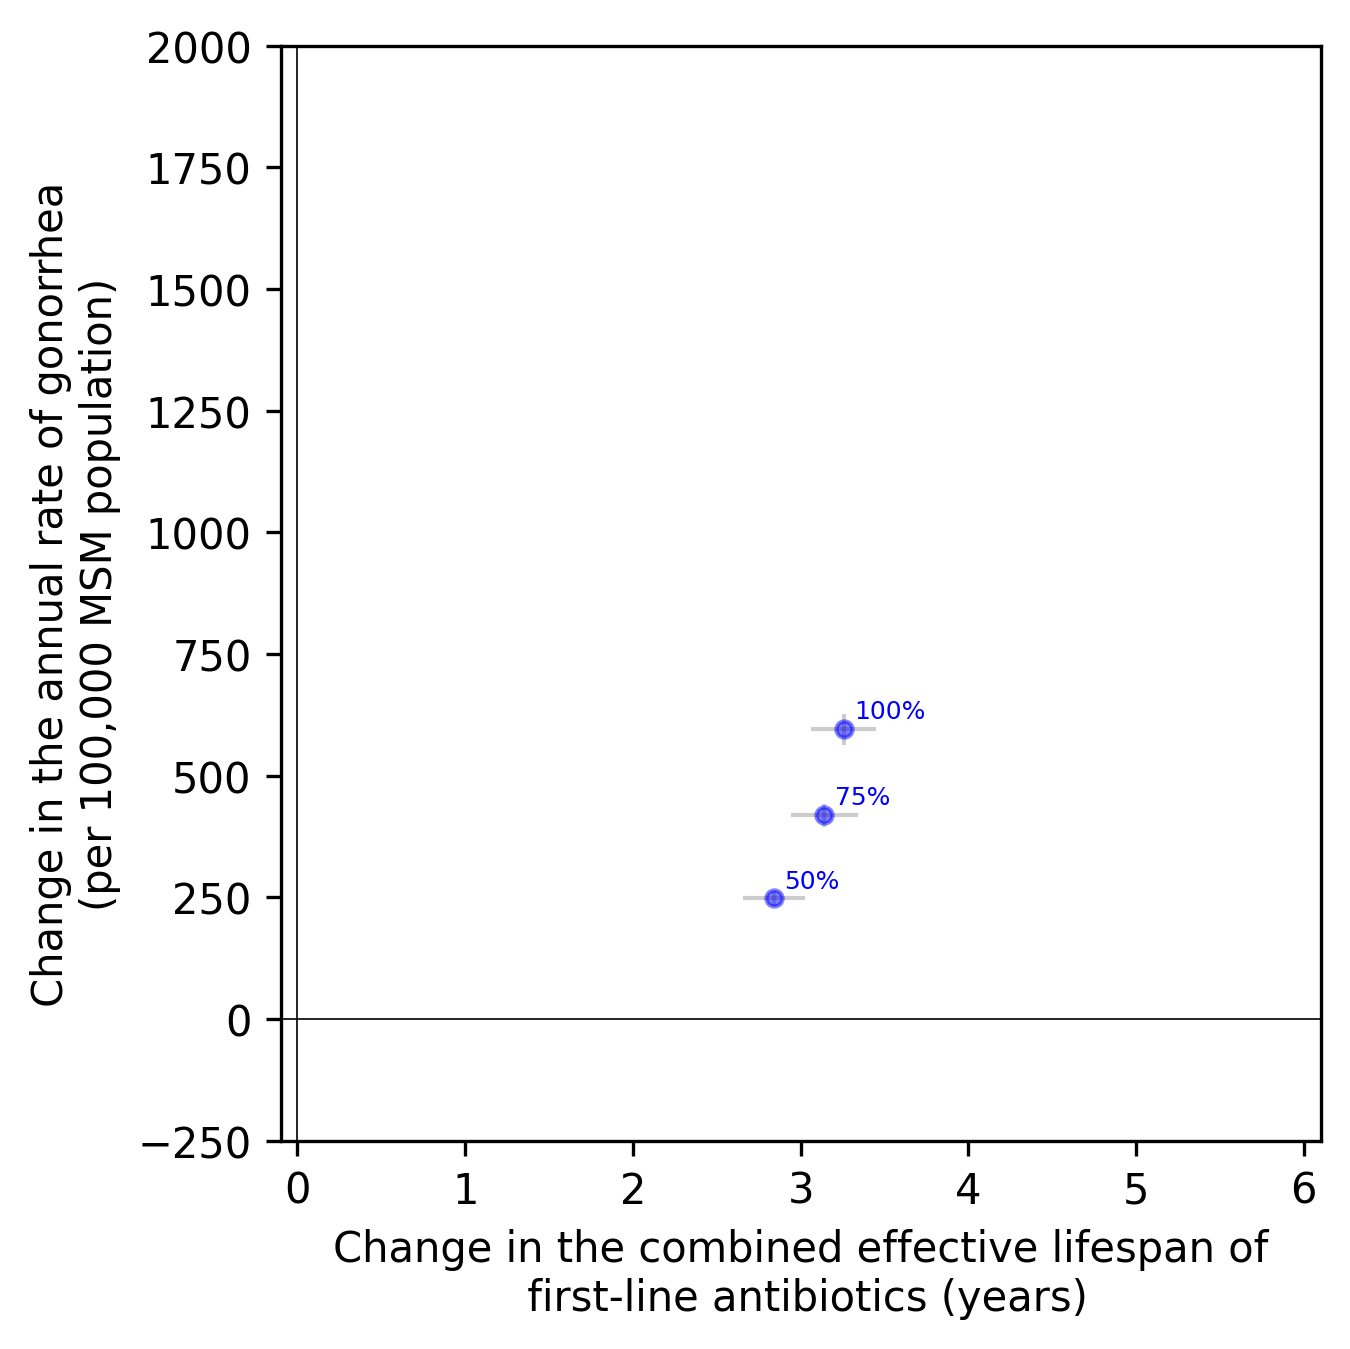 Change in the annual rate of gonorrhea
(per 100,000 MSM population)
2000
1750
1500
1250
1000
750
500
250
0
−250
100%
75%
50%
0 1 2 3 4 5 6
Change in the combined effective lifespan of
first-line antibiotics (years)